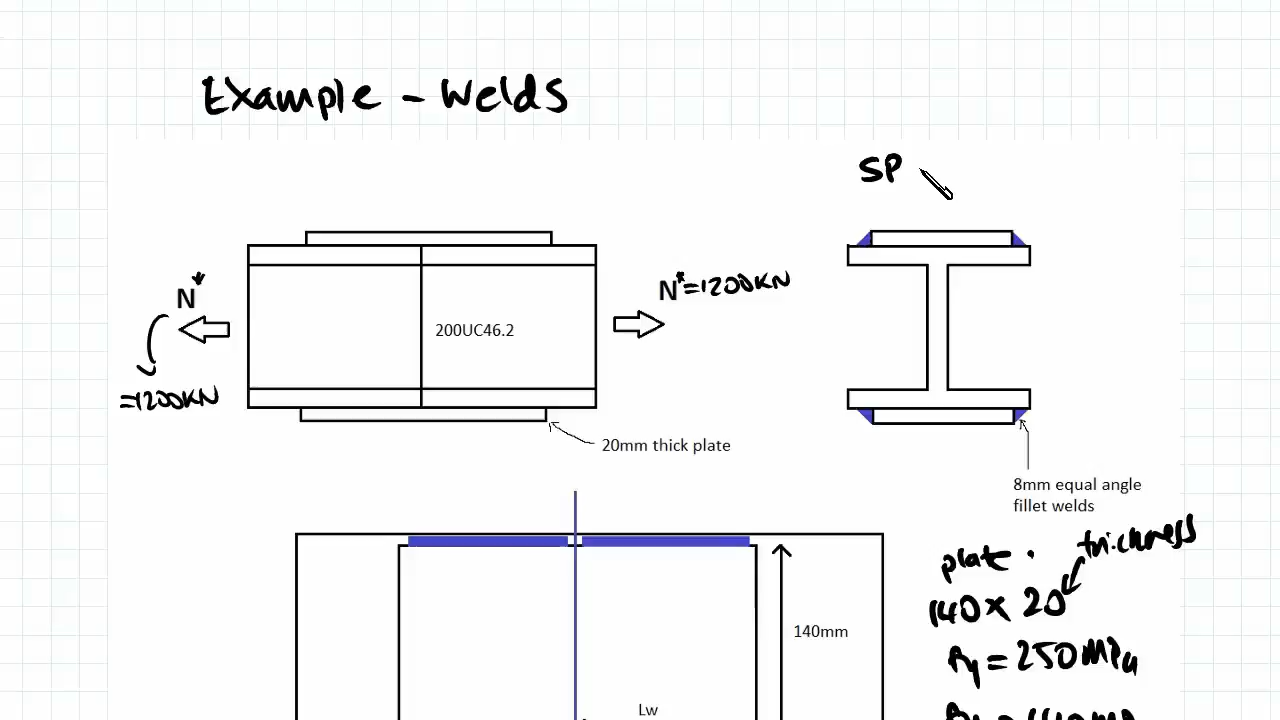 Example - Welds
SP
N*
N*=1200KN
200UC46.2
=1200KN
20mm thick plate
8mm equal angle
fillet welds
plate. thickness
140 x 20
140mm
= 250MPa
Lw